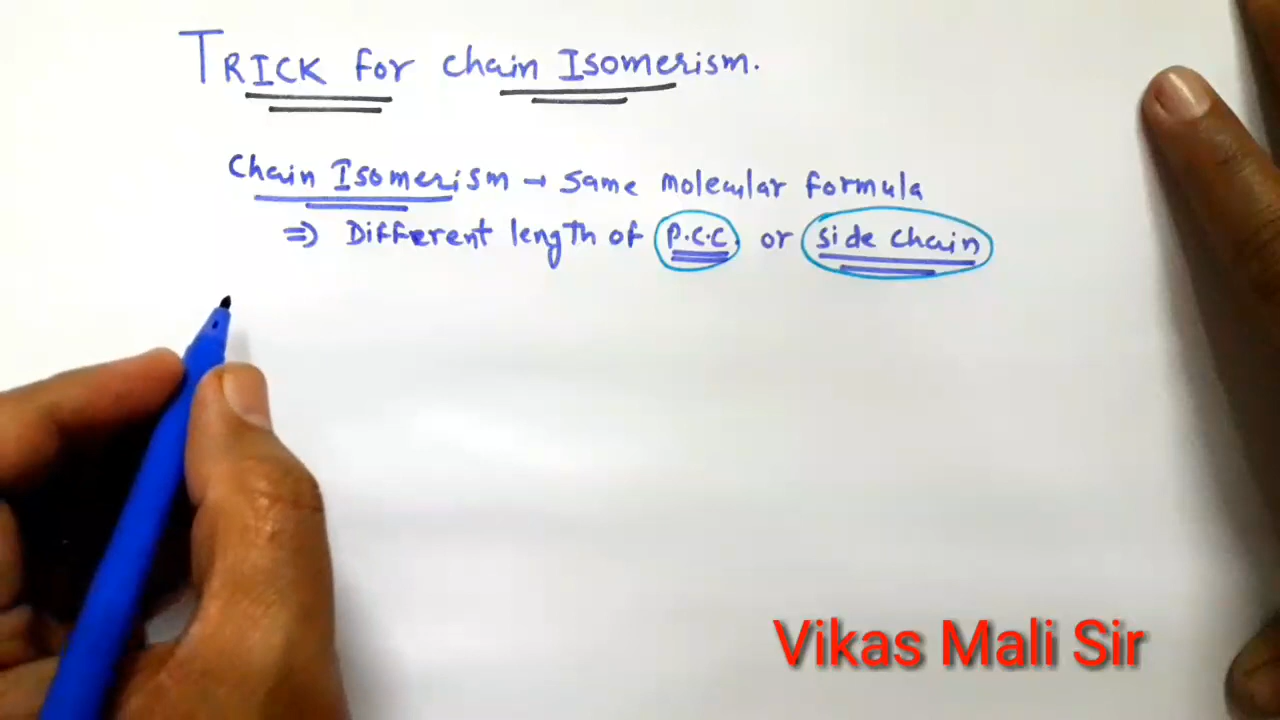 TRICK for chain Isomerism.
Chain Isomerism → Same molecular formula
⇒ Different length of P.C.C. or side chain
Vikas Mali Sir